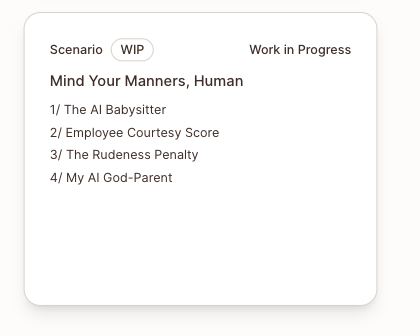 Scenario WIP Work in Progress
Mind Your Manners, Human
1/ The AI Babysitter
2/ Employee Courtesy Score
3/ The Rudeness Penalty
4/ My AI God-Parent